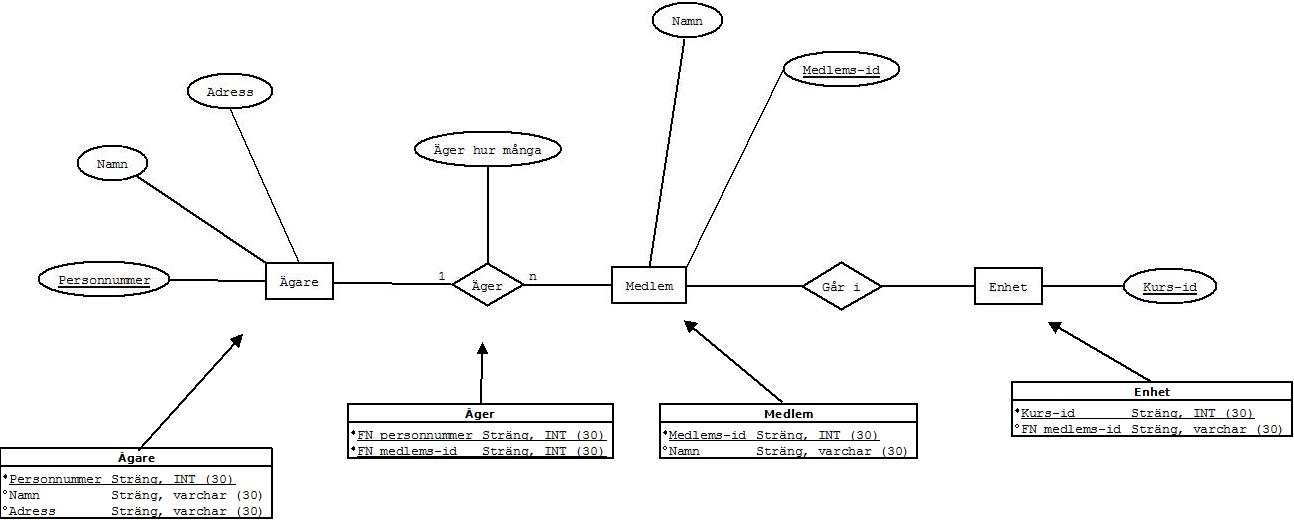 Namn
Medlems-id
Adress
Äger hur många
Namn
Personnummer
Ägare
1
Äger
n
Medlem
Går i
Enhet
Kurs-id
Enhet
Kurs-id Sträng, INT (30)
FN medlems-id Sträng, varchar (30)
Äger
FN personnummer Sträng, INT (30)
FN medlems-id Sträng, INT (30)
Medlem
Medlems-id Sträng, INT (30)
Namn Sträng, varchar (30)
Ägare
Personnummer Sträng, INT (30)
Namn Sträng, varchar (30)
Adress Sträng, varchar (30)